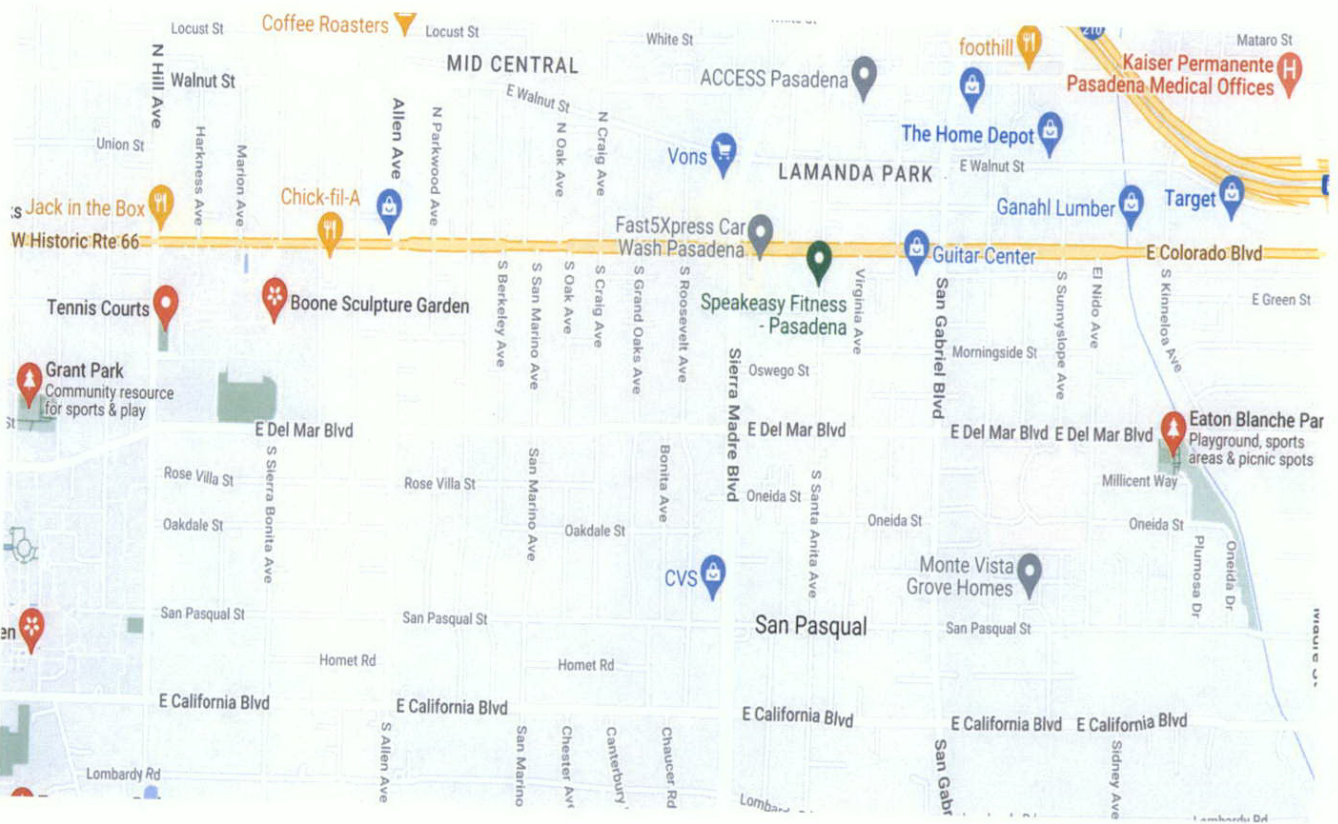 Locust St
Coffee Roasters
Locust St
White St
foothill
210
Mataro St
N Hill Ave
Walnut St
MID CENTRAL
ACCESS Pasadena
Kaiser Permanente
Pasadena Medical Offices
H
E Walnut St
Allen Ave
N Parkwood Ave
N Oak Ave
N Craig Ave
Union St
Harkness Ave
Marion Ave
Vons
The Home Depot
LAMANDA PARK
E Walnut St
Jack in the Box
Chick-fil-A
Ganahl Lumber
Target
W Historic Rte 66
Fast5Xpress Car
Wash Pasadena
Guitar Center
E Colorado Blvd
Tennis Courts
Boone Sculpture Garden
Speakeasy Fitness
- Pasadena
S Berkeley Ave
S San Marino Ave
S Oak Ave
S Craig Ave
S Grand Oaks Ave
S Roosevelt Ave
Virginia Ave
San Gabriel Blvd
S Sunnyslope Ave
El Nido Ave
S Kinneloa Ave
E Green St
Grant Park
Community resource
for sports & play
St
Sierra Madre Blvd
Oswego St
Morningside St
E Del Mar Blvd
E Del Mar Blvd
E Del Mar Blvd
E Del Mar Blvd
Eaton Blanche Par
Playground, sports
areas & picnic spots
Rose Villa St
S Sierra Bonita Ave
Rose Villa St
San Marino Ave
Bonita Ave
Oneida St
S Santa Anita Ave
Millicent Way
Oakdale St
Oakdale St
Oneida St
Oneida St
Plumosa Dr
Oneida Dr
CVS
Monte Vista
Grove Homes
San Pasqual St
San Pasqual St
San Pasqual
San Pasqual St
en
Homet Rd
Homet Rd
E California Blvd
E California Blvd
E California Blvd
E California Blvd
E California Blvd
S Allen Ave
San Marino
Chester Av
Canterbury
Chaucer Rd
San Gabr
Sidney Ave
Lombardy Rd
Lombar
Lombardy Rd